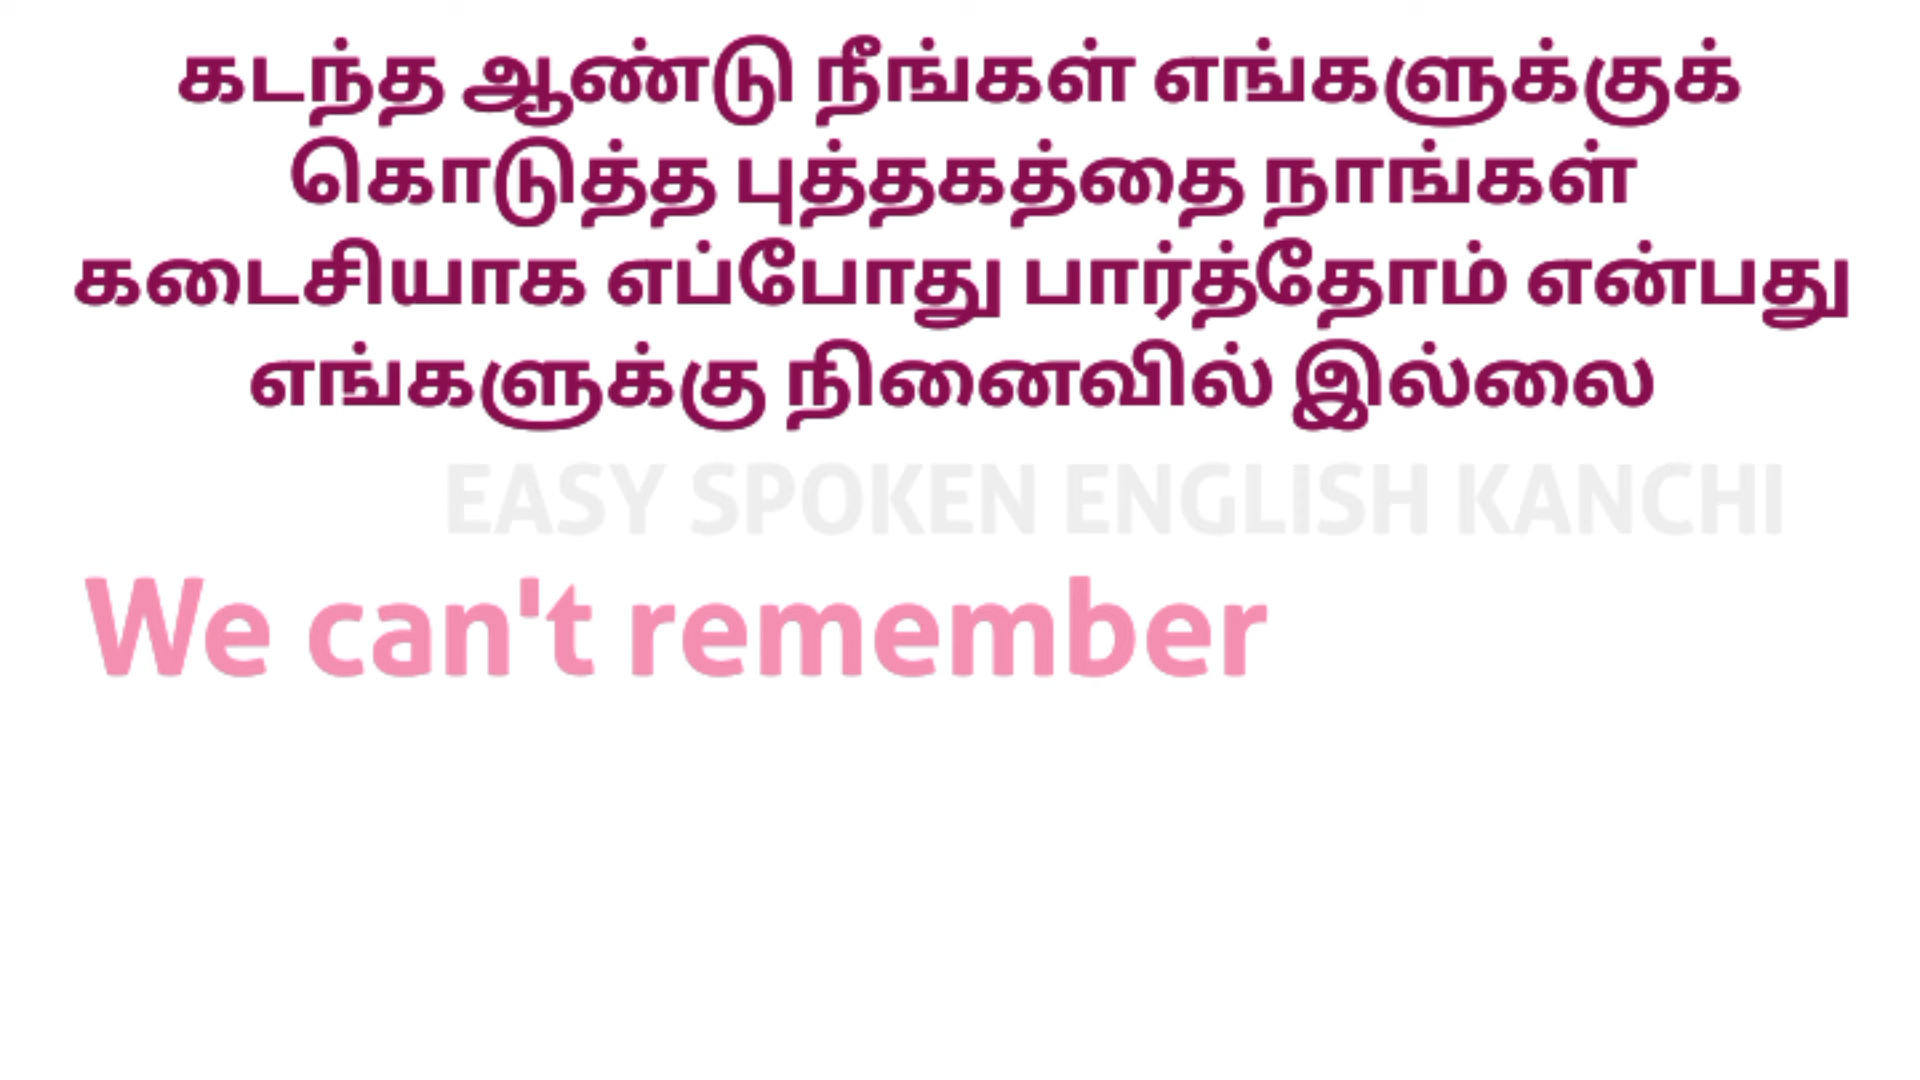 கடந்த ஆண்டு நீங்கள் எங்களுக்குக்
கொடுத்த புத்தகத்தை நாங்கள்
கடைசியாக எப்போது பார்த்தோம் என்பது
எங்களுக்கு நினைவில் இல்லை
EASY SPOKEN ENGLISH KANCHI
We can't remember